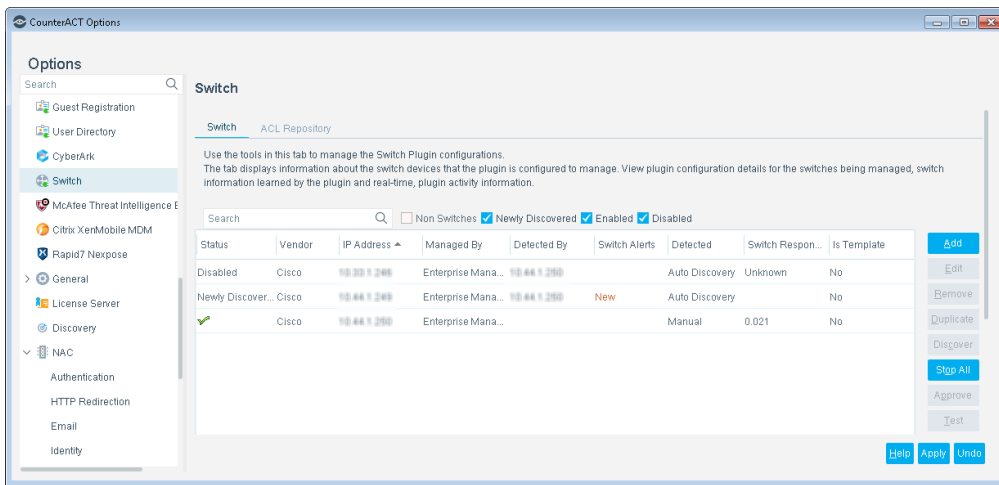 CounterACT Options
Options
Search
Guest Registration
User Directory
CyberArk
Switch
McAfee Threat Intelligence E
Citrix XenMobile MDM
Rapid7 Nexpose
General
License Server
Discovery
NAC
Authentication
HTTP Redirection
Email
Identity
Switch
Switch ACL Repository
Use the tools in this tab to manage the Switch Plugin configurations.
The tab displays information about the switch devices that the plugin is configured to manage. View plugin configuration details for the switches being managed, switch
information learned by the plugin and real-time, plugin activity information.
Search Non Switches Newly Discovered Enabled Disabled
Status Vendor IP Address Managed By Detected By Switch Alerts Detected Switch Respon... Is Template
Disabled Cisco Enterprise Mana... Auto Discovery Unknown No
Newly Discover... Cisco Enterprise Mana... New Auto Discovery No
Cisco Enterprise Mana... Manual 0.021 No
Add
Edit
Remove
Duplicate
Discover
Stop All
Approve
Test
Help Apply Undo